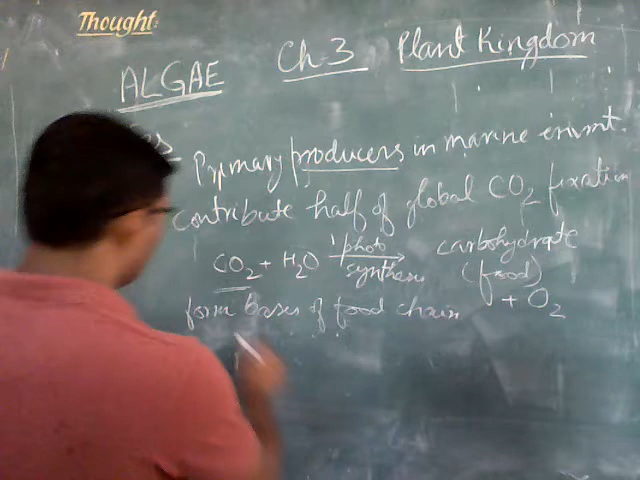 Thought:
Ch.3 Plant Kingdom
ALGAE
Primary producers in marine envmt.
contribute half of global CO2 fixation
CO2 + H2O photo synthesis carbohydrate
(food)
+ O2
form Bases of food chain